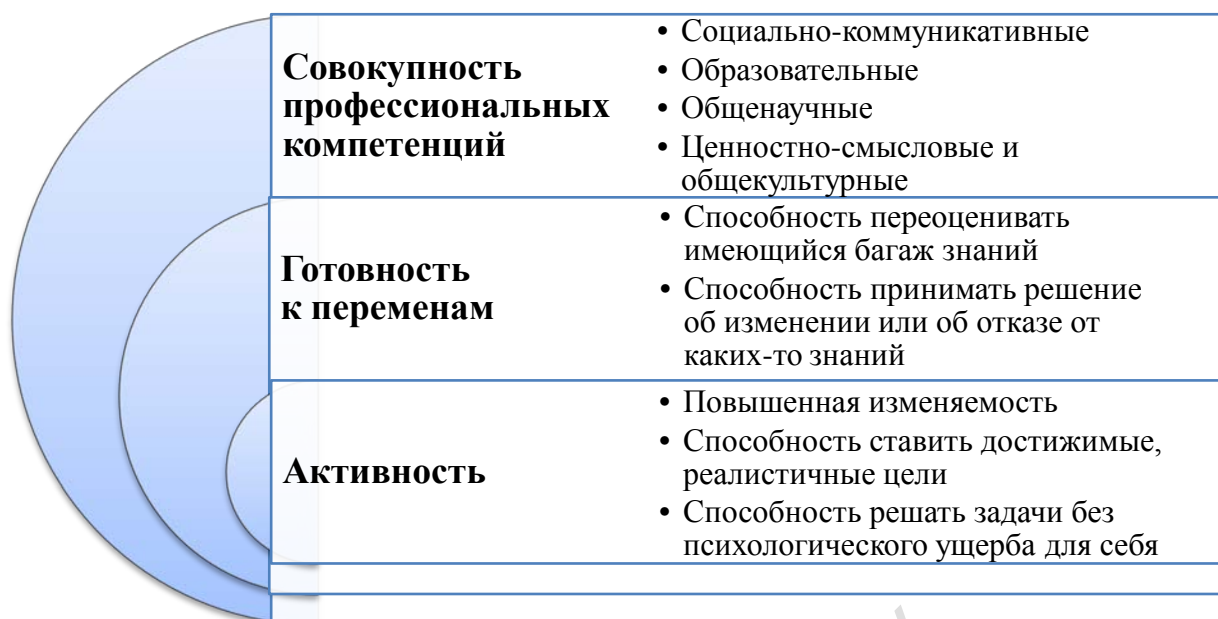 Совокупность
профессиональных
компетенций
• Социально-коммуникативные
• Образовательные
• Общенаучные
• Ценностно-смысловые и
общекультурные
Готовность
к переменам
• Способность переоценивать
имеющийся багаж знаний
• Способность принимать решение
об изменении или об отказе от
каких-то знаний
Активность
• Повышенная изменяемость
• Способность ставить достижимые,
реалистичные цели
• Способность решать задачи без
психологического ущерба для себя